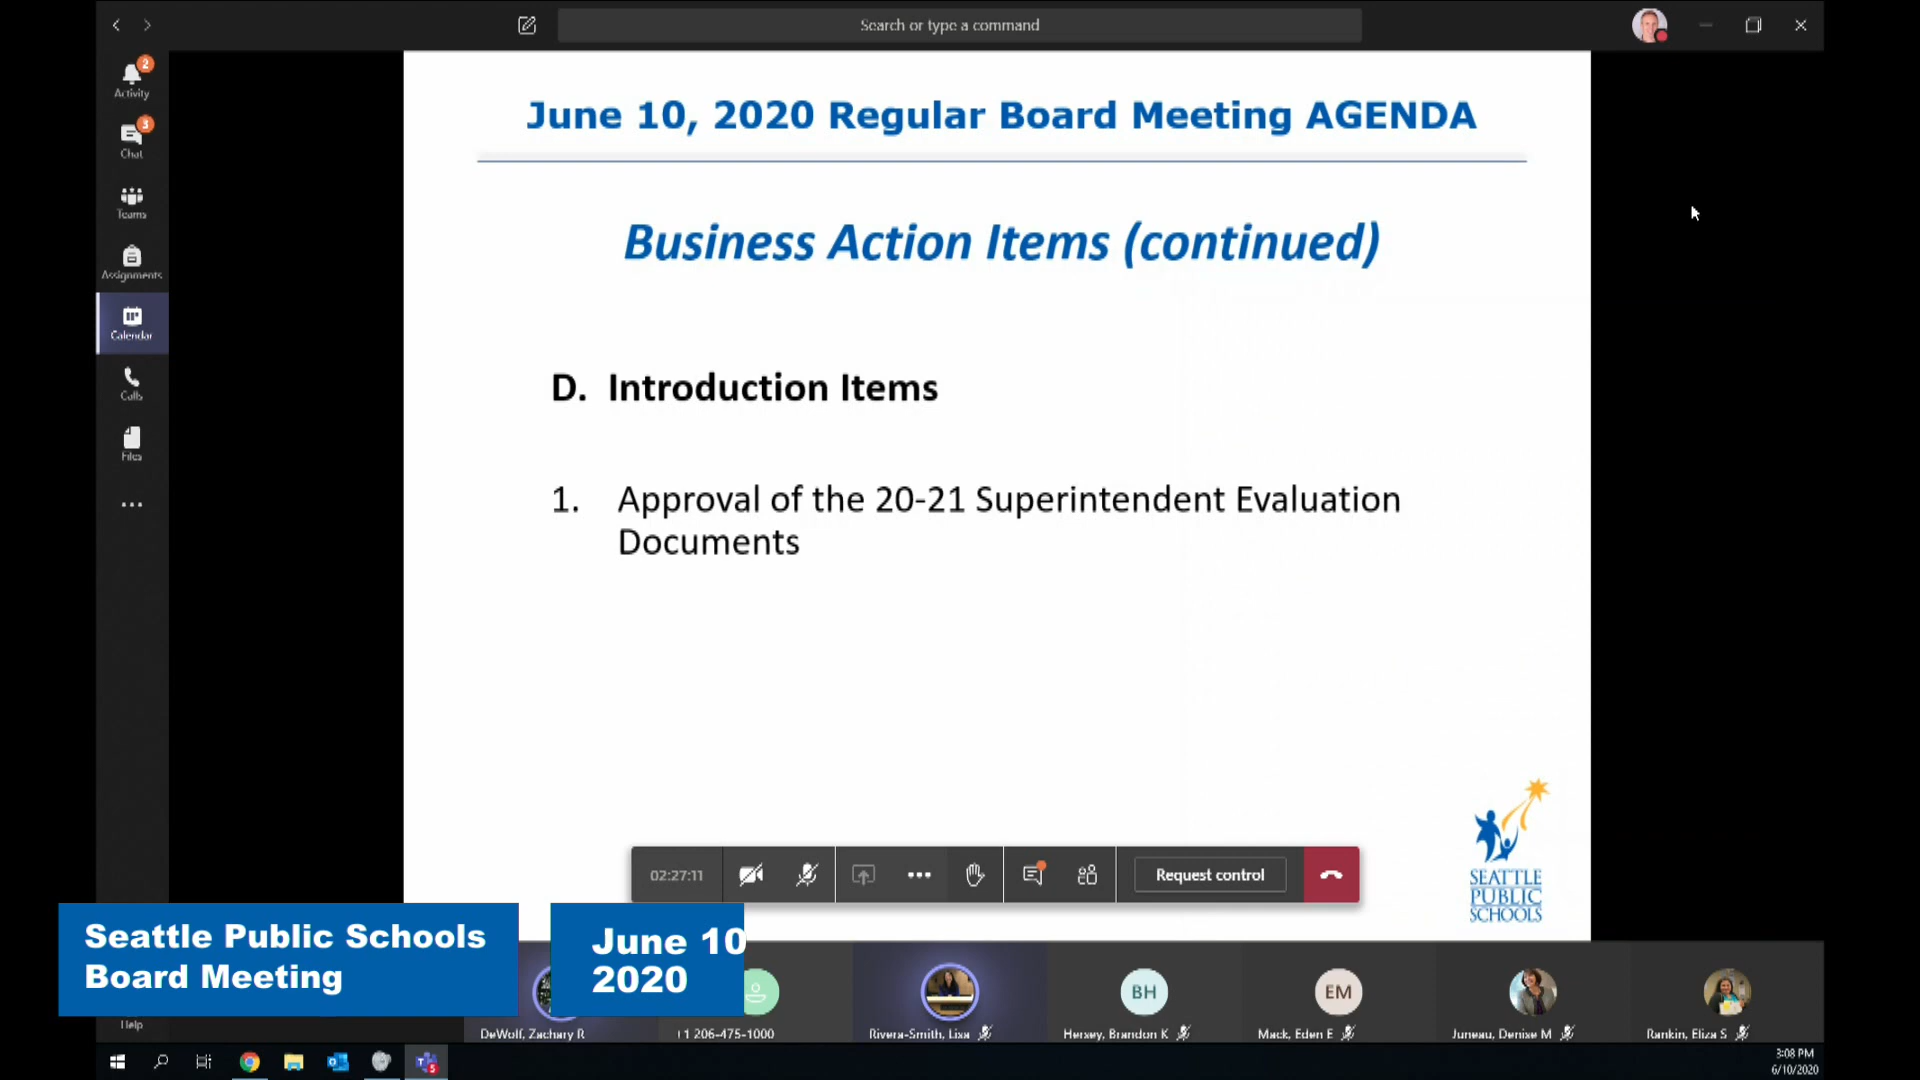 Search or type a command
2
Activity
3
Chat
Teams
Assignments
Calendar
Calls
Files
June 10, 2020 Regular Board Meeting AGENDA
Business Action Items (continued)
D. Introduction Items
1. Approval of the 20-21 Superintendent Evaluation
Documents
SEATTLE
PUBLIC
SCHOOLS
02:27:11
Request control
Seattle Public Schools
Board Meeting
June 10
2020
BH
EM
Help
DeWolf, Zachary R
+1 206-475-1000
Rivera-Smith, Lisa
Hersey, Brandon K
Mack, Eden E
Juneau, Denise M
Rankin, Eliza S
5
3:08 PM
6/10/2020